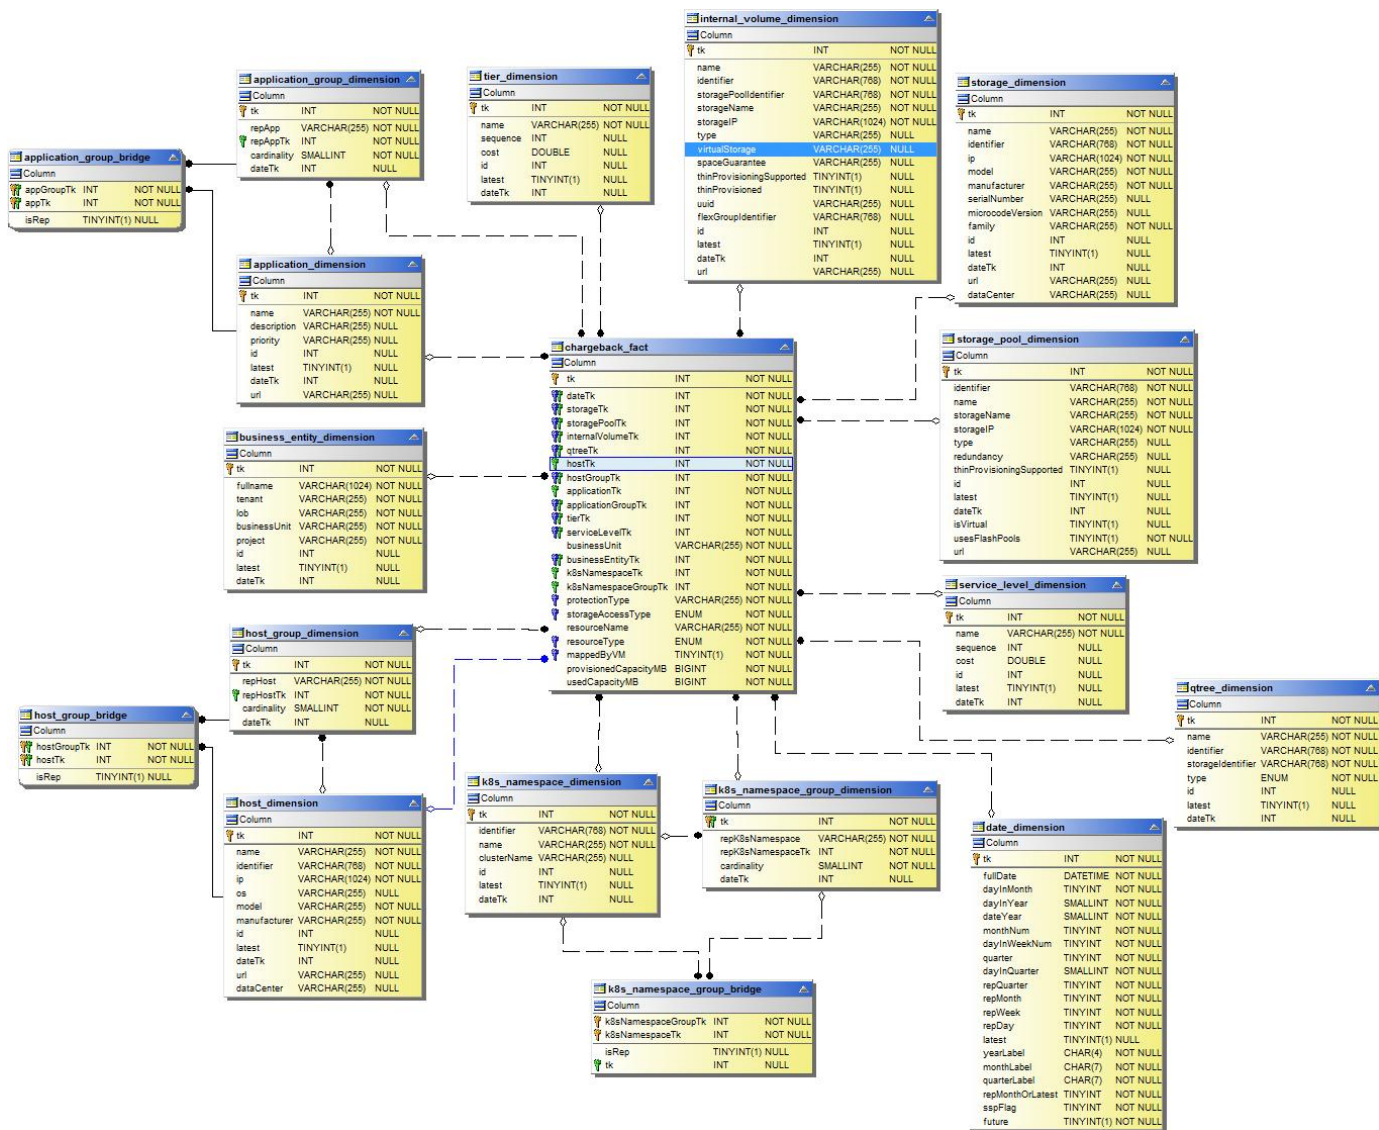 internal_volume_dimension
Column
tk INT NOT NULL
name VARCHAR(255) NOT NULL
identifier VARCHAR(768) NOT NULL
storagePoolIdentifier VARCHAR(768) NOT NULL
storageName VARCHAR(255) NOT NULL
storageIP VARCHAR(1024) NOT NULL
type VARCHAR(255) NULL
virtualStorage VARCHAR(255) NULL
spaceGuarantee VARCHAR(255) NULL
thinProvisioningSupported TINYINT(1) NULL
thinProvisioned TINYINT(1) NULL
uuid VARCHAR(255) NULL
flexGroupIdentifier VARCHAR(768) NULL
id INT NULL
latest TINYINT(1) NULL
dateTk INT NULL
url VARCHAR(255) NULL
application_group_dimension
Column
tk INT NOT NULL
repApp VARCHAR(255) NOT NULL
repAppTk INT NOT NULL
cardinality SMALLINT NOT NULL
dateTk INT NULL
tier_dimension
Column
tk INT NOT NULL
name VARCHAR(255) NOT NULL
sequence INT NULL
cost DOUBLE NULL
id INT NULL
latest TINYINT(1) NULL
dateTk INT NULL
storage_dimension
Column
tk INT NOT NULL
name VARCHAR(255) NOT NULL
identifier VARCHAR(768) NOT NULL
ip VARCHAR(1024) NOT NULL
model VARCHAR(255) NOT NULL
manufacturer VARCHAR(255) NOT NULL
serialNumber VARCHAR(255) NULL
microcodeVersion VARCHAR(255) NULL
family VARCHAR(255) NOT NULL
id INT NULL
latest TINYINT(1) NULL
dateTk INT NULL
url VARCHAR(255) NULL
dataCenter VARCHAR(255) NULL
application_group_bridge
Column
appGroupTk INT NOT NULL
appTk INT NOT NULL
isRep TINYINT(1) NULL
application_dimension
Column
tk INT NOT NULL
name VARCHAR(255) NOT NULL
description VARCHAR(255) NULL
priority VARCHAR(255) NULL
id INT NULL
latest TINYINT(1) NULL
dateTk INT NULL
url VARCHAR(255) NULL
chargeback_fact
Column
tk INT NOT NULL
dateTk INT NOT NULL
storageTk INT NOT NULL
storagePoolTk INT NOT NULL
internalVolumeTk INT NOT NULL
qtreeTk INT NOT NULL
hostTk INT NOT NULL
hostGroupTk INT NOT NULL
applicationTk INT NOT NULL
applicationGroupTk INT NOT NULL
tierTk INT NOT NULL
serviceLevelTk INT NOT NULL
businessUnit VARCHAR(255) NOT NULL
businessEntityTk INT NOT NULL
k8sNamespaceTk INT NOT NULL
k8sNamespaceGroupTk INT NOT NULL
protectionType VARCHAR(255) NOT NULL
storageAccessType ENUM NOT NULL
resourceName VARCHAR(255) NOT NULL
resourceType ENUM NOT NULL
mappedByVM TINYINT(1) NOT NULL
provisionedCapacityMB BIGINT NOT NULL
usedCapacityMB BIGINT NOT NULL
storage_pool_dimension
Column
tk INT NOT NULL
identifier VARCHAR(768) NOT NULL
name VARCHAR(255) NOT NULL
storageName VARCHAR(255) NOT NULL
storageIP VARCHAR(1024) NOT NULL
type VARCHAR(255) NULL
redundancy VARCHAR(255) NULL
thinProvisioningSupported TINYINT(1) NULL
id INT NULL
latest TINYINT(1) NULL
dateTk INT NULL
isVirtual TINYINT(1) NULL
usesFlashPools TINYINT(1) NOT NULL
url VARCHAR(255) NULL
business_entity_dimension
Column
tk INT NOT NULL
fullname VARCHAR(1024) NOT NULL
tenant VARCHAR(255) NOT NULL
lob VARCHAR(255) NOT NULL
businessUnit VARCHAR(255) NOT NULL
project VARCHAR(255) NOT NULL
id INT NULL
latest TINYINT(1) NULL
dateTk INT NULL
service_level_dimension
Column
tk INT NOT NULL
name VARCHAR(255) NOT NULL
sequence INT NULL
cost DOUBLE NULL
id INT NULL
latest TINYINT(1) NULL
dateTk INT NULL
host_group_dimension
Column
tk INT NOT NULL
repHost VARCHAR(255) NOT NULL
repHostTk INT NOT NULL
cardinality SMALLINT NOT NULL
dateTk INT NULL
qtree_dimension
Column
tk INT NOT NULL
name VARCHAR(255) NOT NULL
identifier VARCHAR(768) NOT NULL
storageIdentifier VARCHAR(768) NOT NULL
type ENUM NOT NULL
id INT NULL
latest TINYINT(1) NULL
dateTk INT NULL
host_group_bridge
Column
hostGroupTk INT NOT NULL
hostTk INT NOT NULL
isRep TINYINT(1) NULL
host_dimension
Column
tk INT NOT NULL
name VARCHAR(255) NOT NULL
identifier VARCHAR(768) NOT NULL
ip VARCHAR(1024) NOT NULL
os VARCHAR(255) NULL
model VARCHAR(255) NOT NULL
manufacturer VARCHAR(255) NOT NULL
id INT NULL
latest TINYINT(1) NULL
dateTk INT NULL
url VARCHAR(255) NULL
dataCenter VARCHAR(255) NULL
k8s_namespace_dimension
Column
tk INT NOT NULL
identifier VARCHAR(768) NOT NULL
name VARCHAR(255) NOT NULL
clusterName VARCHAR(255) NULL
id INT NULL
latest TINYINT(1) NULL
dateTk INT NULL
k8s_namespace_group_dimension
Column
tk INT NOT NULL
repK8sNamespace VARCHAR(255) NOT NULL
repK8sNamespaceTk INT NOT NULL
cardinality SMALLINT NOT NULL
dateTk INT NULL
date_dimension
Column
tk INT NOT NULL
fullDate DATETIME NOT NULL
dayInMonth TINYINT NOT NULL
dayInYear SMALLINT NOT NULL
dateYear SMALLINT NOT NULL
monthNum TINYINT NOT NULL
dayInWeekNum TINYINT NOT NULL
quarter TINYINT NOT NULL
dayInQuarter SMALLINT NOT NULL
repQuarter TINYINT NOT NULL
repMonth TINYINT NOT NULL
repWeek TINYINT NOT NULL
repDay TINYINT NOT NULL
latest TINYINT(1) NULL
yearLabel CHAR(4) NOT NULL
monthLabel CHAR(7) NOT NULL
quarterLabel CHAR(7) NOT NULL
repMonthOrLatest TINYINT NOT NULL
sspFlag TINYINT NOT NULL
future TINYINT(1) NOT NULL
k8s_namespace_group_bridge
Column
k8sNamespaceGroupTk INT NOT NULL
k8sNamespaceTk INT NOT NULL
isRep TINYINT(1) NULL
tk INT NULL